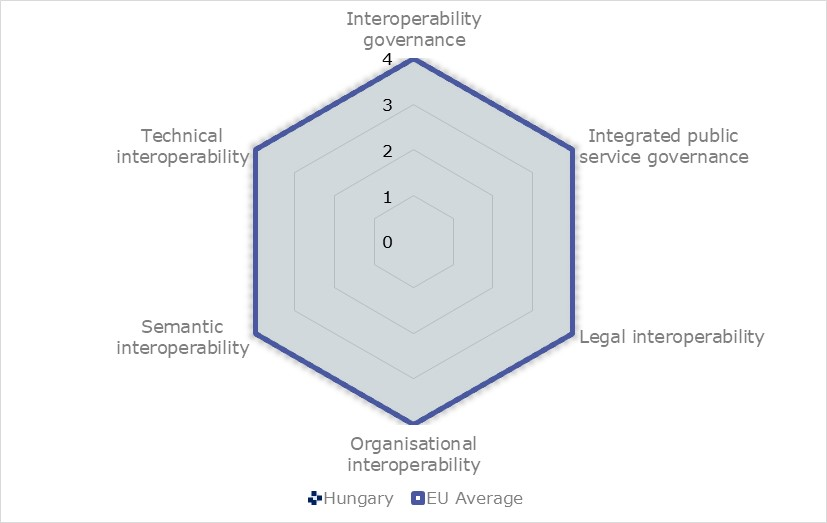 Interoperability
governance
4
3
2
1
0
Technical
interoperability
Integrated public
service governance
Semantic
interoperability
Legal interoperability
Organisational
interoperability
Hungary EU Average